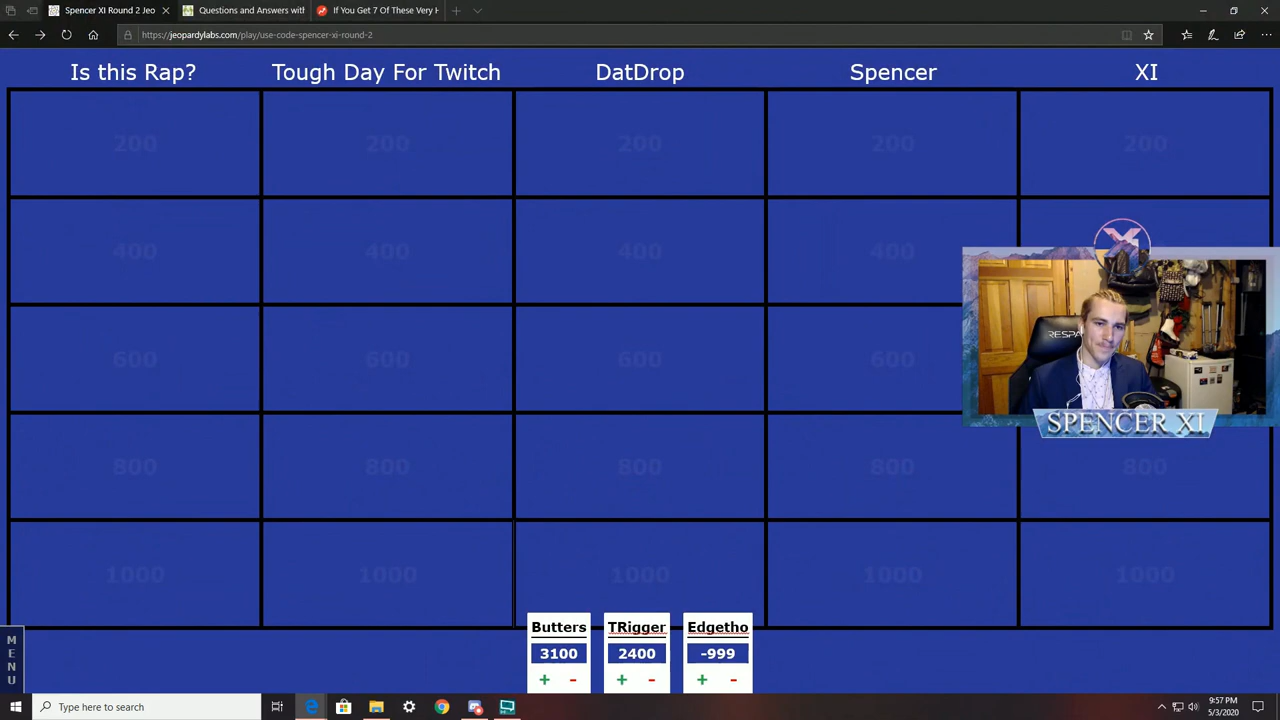 Spencer XI Round 2 Jeo
Questions and Answers with
If You Get 7 Of These Very H
https://jeopardylabs.com/play/use-code-spencer-xi-round-2
Is this Rap?
Tough Day For Twitch
DatDrop
Spencer
XI
200
200
200
200
200
400
400
400
400
600
600
600
600
800
800
800
800
800
1000
1000
1000
1000
1000
XI
RESPA
SPENCER XI
MENU
Butters
TRigger
Edgetho
3100
2400
-999
+ -
+ -
+ -
Type here to search
9:57 PM
5/3/2020